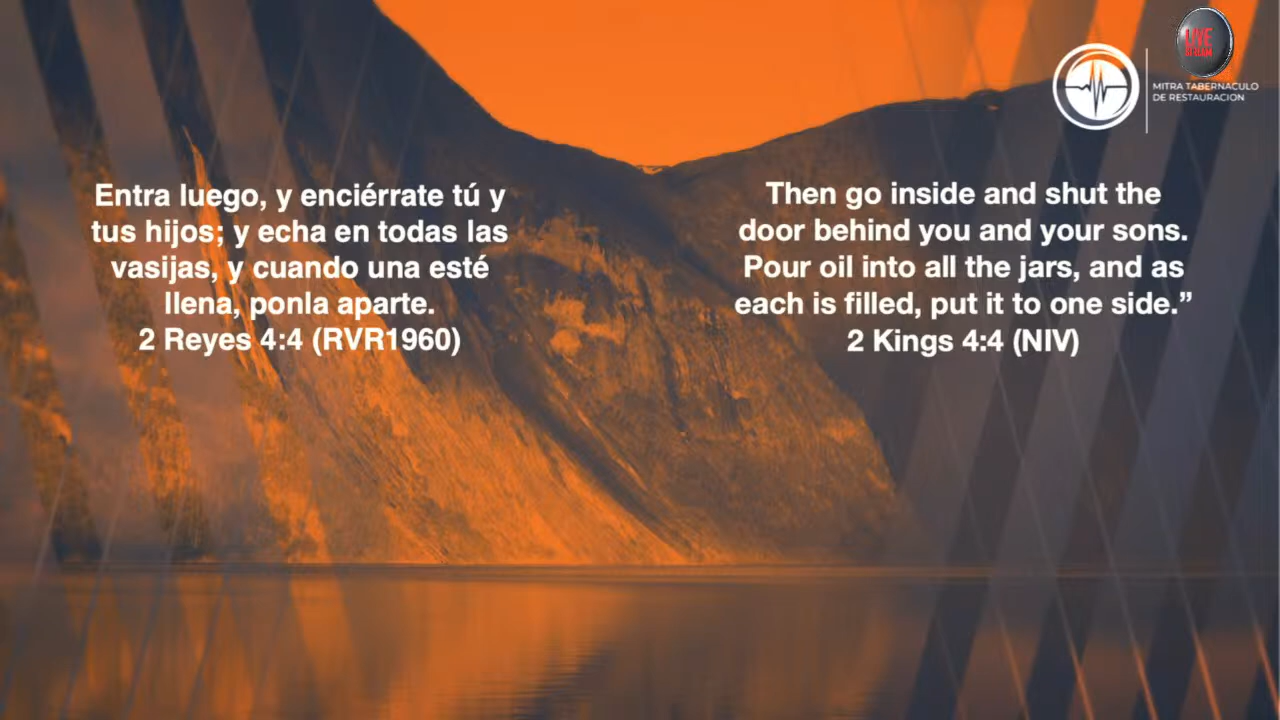 LIVE
STREAM
MITRA TABERNACULO
DE RESTAURACION
Entra luego, y enciérrate tú y
tus hijos; y echa en todas las
vasijas, y cuando una esté
llena, ponla aparte.
2 Reyes 4:4 (RVR1960)
Then go inside and shut the
door behind you and your sons.
Pour oil into all the jars, and as
each is filled, put it to one side.”
2 Kings 4:4 (NIV)